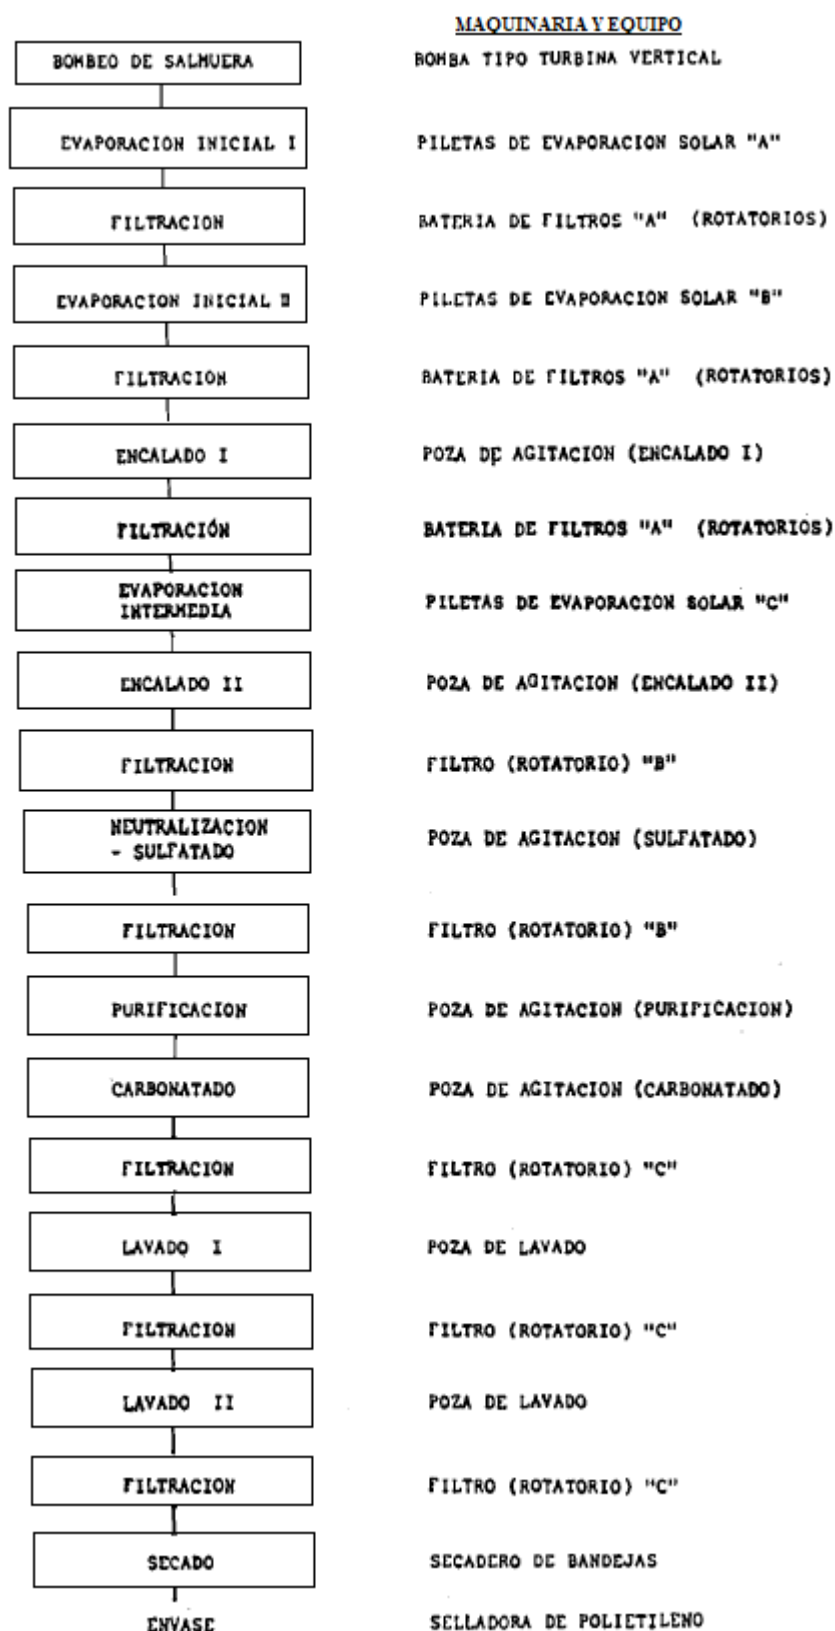 MAQUINARIA Y EQUIPO
BOMBEO DE SALMUERA BOMBA TIPO TURBINA VERTICAL
EVAPORACION INICIAL I PILETAS DE EVAPORACION SOLAR "A"
FILTRACION BATERIA DE FILTROS "A" (ROTATORIOS)
EVAPORACION INICIAL II PILETAS DE EVAPORACION SOLAR "B"
FILTRACION BATERIA DE FILTROS "A" (ROTATORIOS)
ENCALADO I POZA DE AGITACION (ENCALADO I)
FILTRACIÓN BATERIA DE FILTROS "A" (ROTATORIOS)
EVAPORACION
INTERMEDIA PILETAS DE EVAPORACION SOLAR "C"
ENCALADO II POZA DE AGITACION (ENCALADO II)
FILTRACION FILTRO (ROTATORIO) "B"
NEUTRALIZACION
- SULFATADO POZA DE AGITACION (SULFATADO)
FILTRACION FILTRO (ROTATORIO) "B"
PURIFICACION POZA DE AGITACION (PURIFICACION)
CARBONATADO POZA DE AGITACION (CARBONATADO)
FILTRACION FILTRO (ROTATORIO) "C"
LAVADO I POZA DE LAVADO
FILTRACION FILTRO (ROTATORIO) "C"
LAVADO II POZA DE LAVADO
FILTRACION FILTRO (ROTATORIO) "C"
SECADO SECADERO DE BANDEJAS
ENVASE SELLADORA DE POLIETILENO